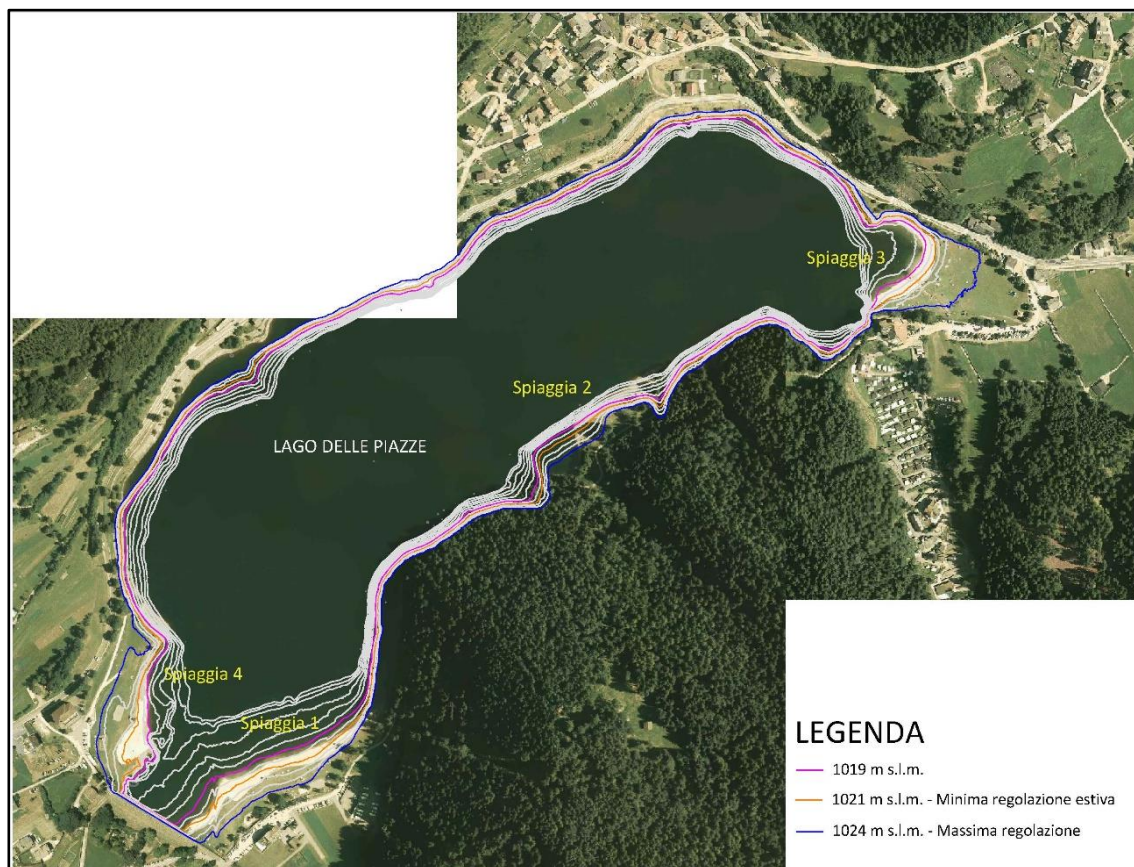 Spiaggia 3
Spiaggia 2
LAGO DELLE PIAZZE
Spiaggia 4
Spiaggia 1
LEGENDA
1019 m s.l.m.
1021 m s.l.m. - Minima regolazione estiva
1024 m s.l.m. - Massima regolazione